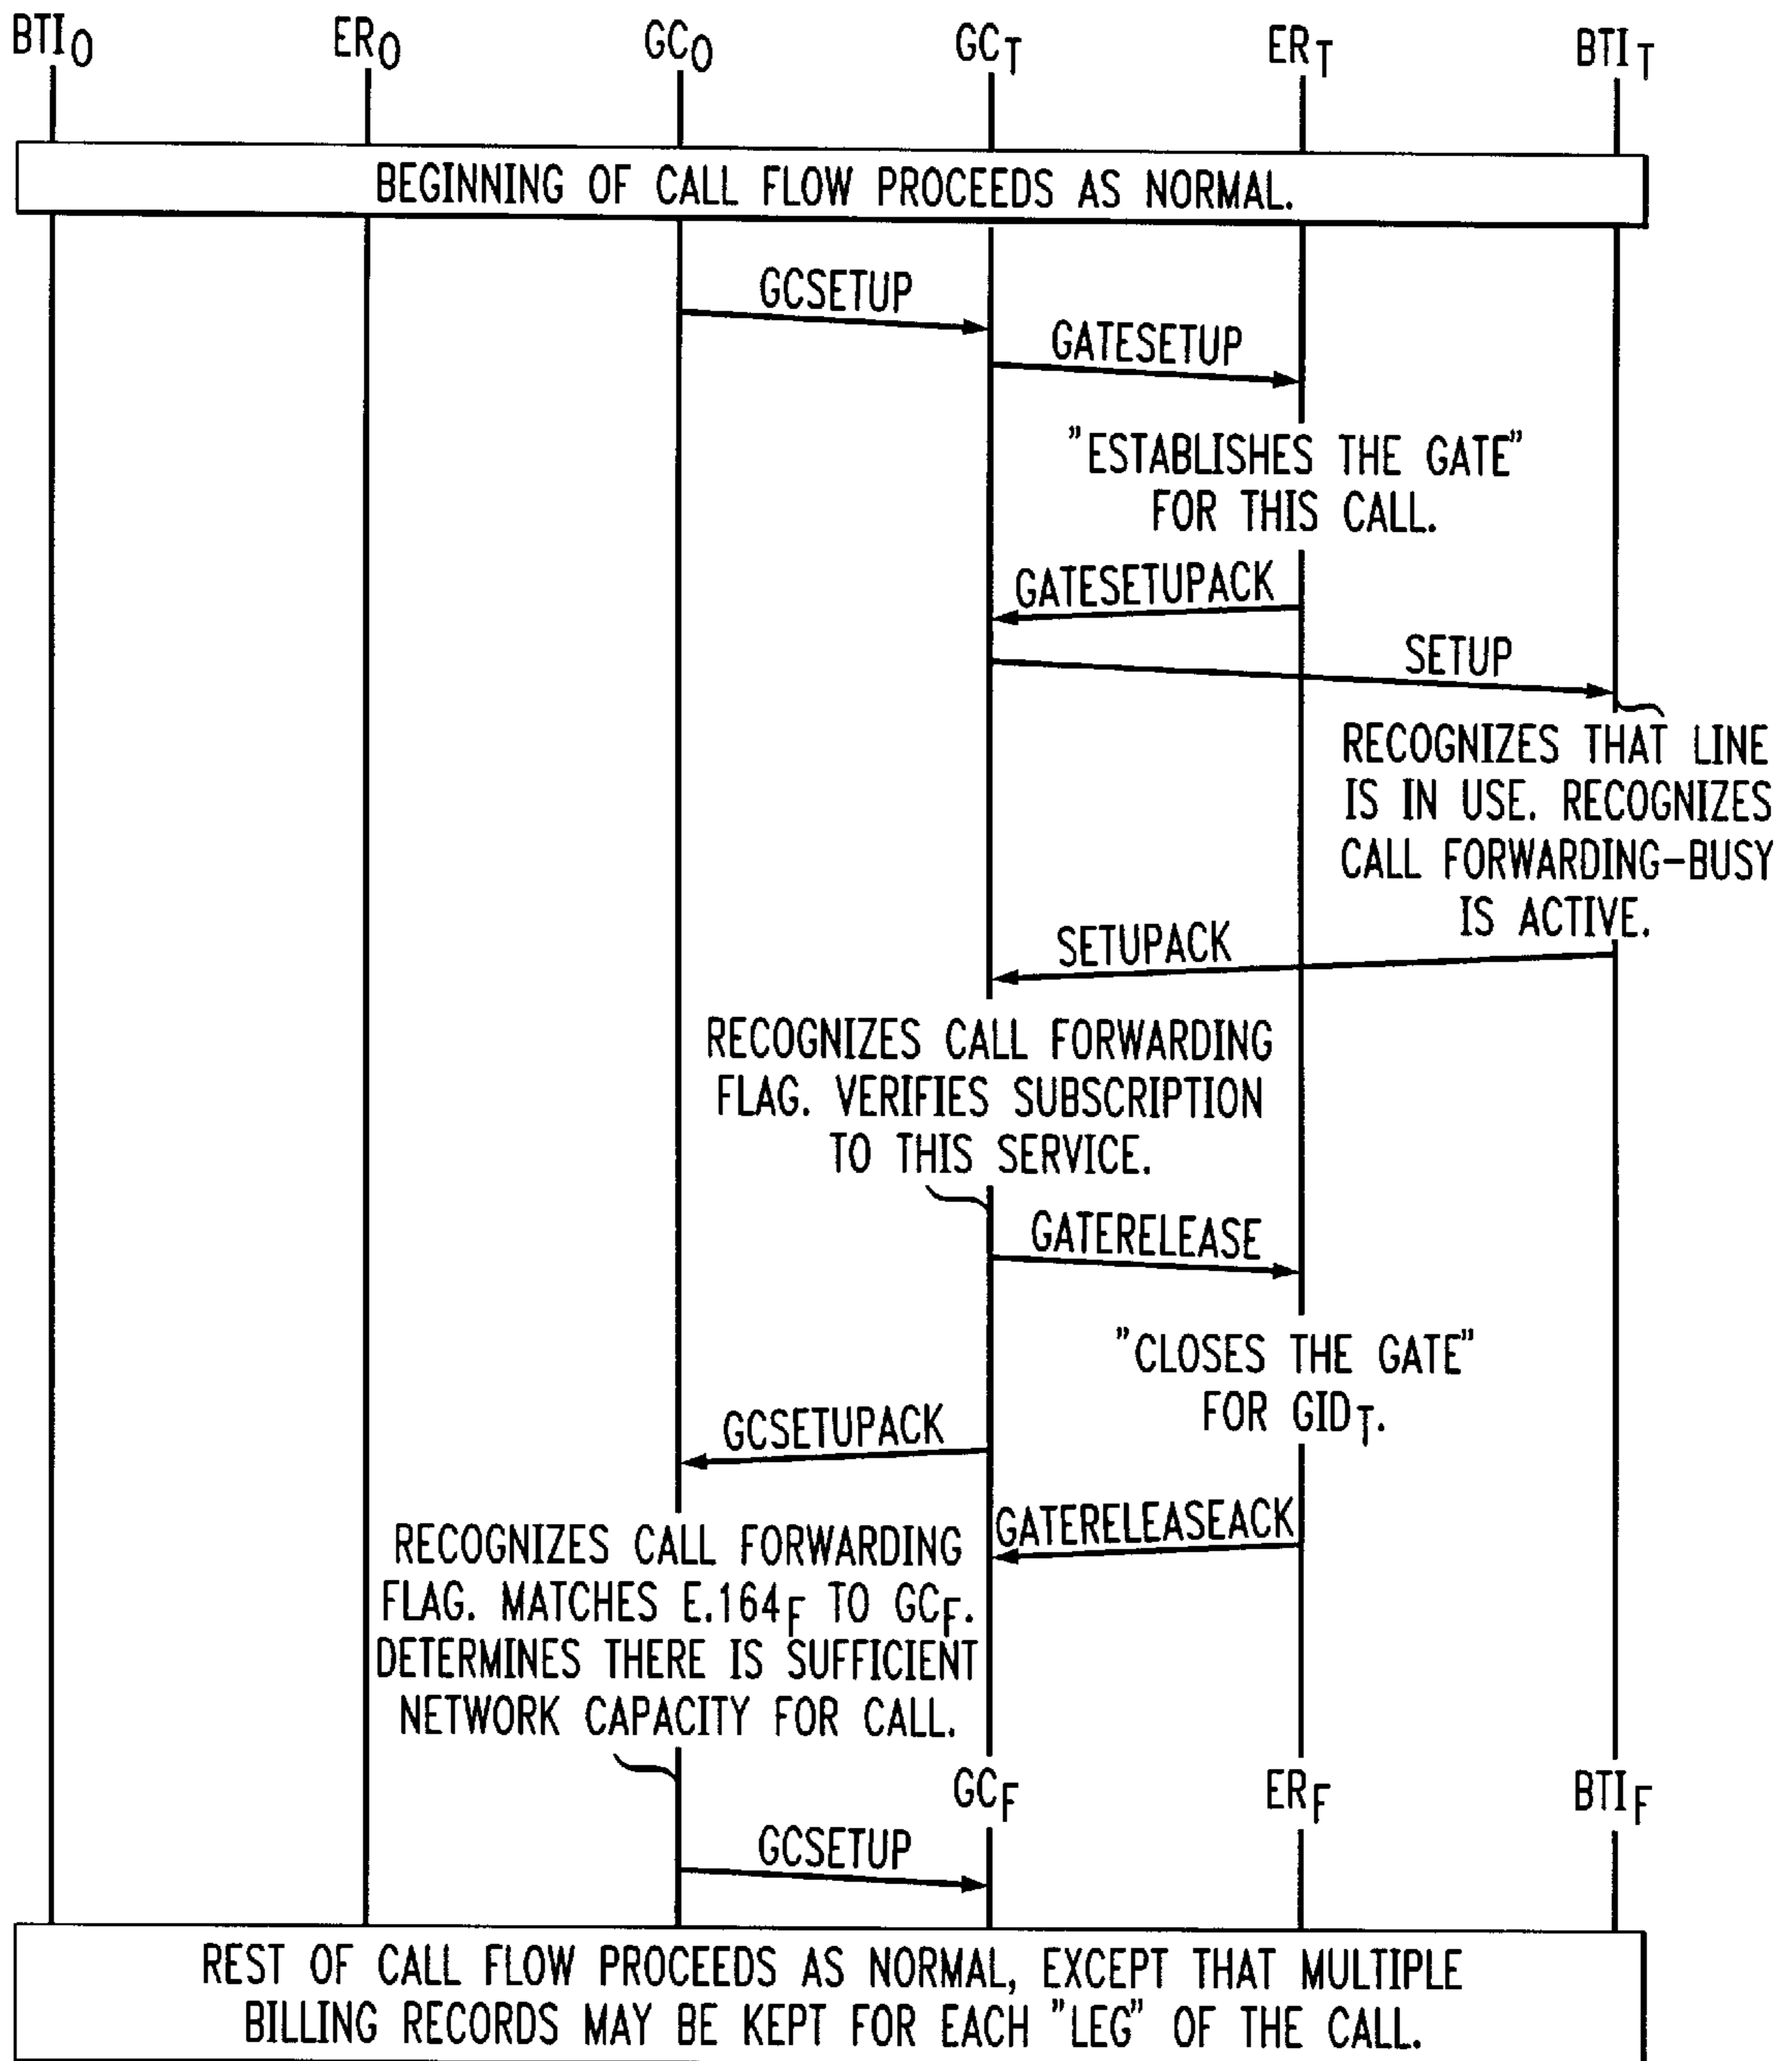 BTIO ERO GCO GCT ERT BTIT
BEGINNING OF CALL FLOW PROCEEDS AS NORMAL.
GCSETUP
GATESETUP
"ESTABLISHES THE GATE"
FOR THIS CALL.
GATESETUPACK
SETUP
RECOGNIZES THAT LINE
IS IN USE. RECOGNIZES
CALL FORWARDING-BUSY
IS ACTIVE.
SETUPACK
RECOGNIZES CALL FORWARDING
FLAG. VERIFIES SUBSCRIPTION
TO THIS SERVICE.
GATERELEASE
"CLOSES THE GATE"
FOR GIDT.
GCSETUPACK
GATERELEASEACK
RECOGNIZES CALL FORWARDING
FLAG. MATCHES E.164F TO GCF.
DETERMINES THERE IS SUFFICIENT
NETWORK CAPACITY FOR CALL.
GCF ERF BTIF
GCSETUP
REST OF CALL FLOW PROCEEDS AS NORMAL, EXCEPT THAT MULTIPLE
BILLING RECORDS MAY BE KEPT FOR EACH "LEG" OF THE CALL.